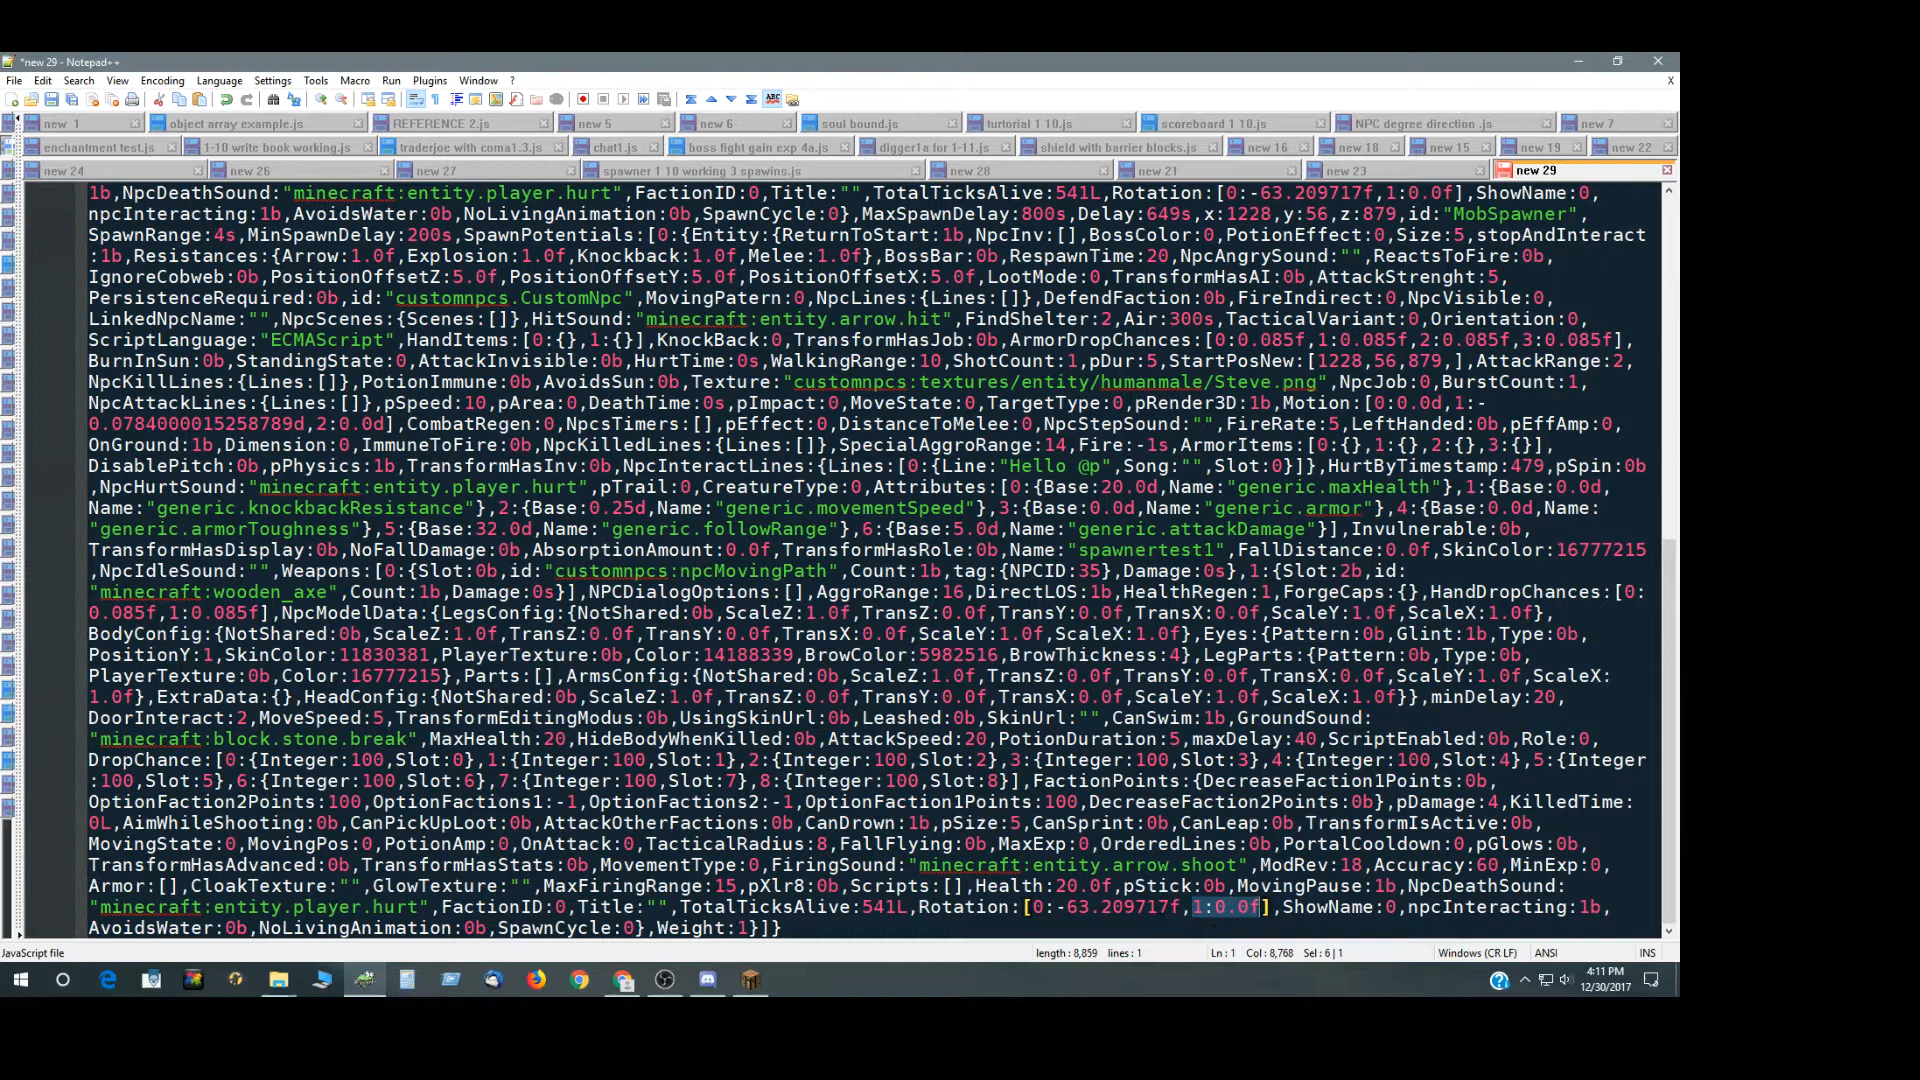 *new 29 - Notepad++
File Edit Search View Encoding Language Settings Tools Macro Run Plugins Window ? X
new 1 object array example.js REFERENCE 2.js new 5 new 6 soul bound.js turtorial 1 10.js scoreboard 1 10.js NPC degree direction .js new 7
enchantment test.js 1-10 write book working.js traderjoe with coma1.3.js chat1.js boss fight gain exp 4a.js digger1a for 1-11.js shield with barrier blocks.js new 16 new 18 new 15 new 19 new 22
new 24 new 26 new 27 spawner 1 10 working 3 spawns.js new 28 new 21 new 23 new 29
1b,NpcDeathSound:"minecraft:entity.player.hurt",FactionID:0,Title:"",TotalTicksAlive:541L,Rotation:[0:-63.209717f,1:0.0f],ShowName:0,
npcInteracting:1b,AvoidsWater:0b,NoLivingAnimation:0b,SpawnCycle:0},MaxSpawnDelay:800s,Delay:649s,x:1228,y:56,z:879,id:"MobSpawner",
SpawnRange:4s,MinSpawnDelay:200s,SpawnPotentials:[0:{Entity:{ReturnToStart:1b,NpcInv:[],BossColor:0,PotionEffect:0,Size:5,stopAndInteract
:1b,Resistances:{Arrow:1.0f,Explosion:1.0f,Knockback:1.0f,Melee:1.0f},BossBar:0b,RespawnTime:20,NpcAngrySound:"",ReactsToFire:0b,
IgnoreCobweb:0b,PositionOffsetZ:5.0f,PositionOffsetY:5.0f,PositionOffsetX:5.0f,LootMode:0,TransformHasAI:0b,AttackStrenght:5,
PersistenceRequired:0b,id:"customnpcs.CustomNpc",MovingPatern:0,NpcLines:{Lines:[]},DefendFaction:0b,FireIndirect:0,NpcVisible:0,
LinkedNpcName:"",NpcScenes:{Scenes:[]},HitSound:"minecraft:entity.arrow.hit",FindShelter:2,Air:300s,TacticalVariant:0,Orientation:0,
ScriptLanguage:"ECMAScript",HandItems:[0:{},1:{}],KnockBack:0,TransformHasJob:0b,ArmorDropChances:[0:0.085f,1:0.085f,2:0.085f,3:0.085f],
BurnInSun:0b,StandingState:0,AttackInvisible:0b,HurtTime:0s,WalkingRange:10,ShotCount:1,pDur:5,StartPosNew:[1228,56,879,],AttackRange:2,
NpcKillLines:{Lines:[]},PotionImmune:0b,AvoidsSun:0b,Texture:"customnpcs:textures/entity/humanmale/Steve.png",NpcJob:0,BurstCount:1,
NpcAttackLines:{Lines:[]},pSpeed:10,pArea:0,DeathTime:0s,pImpact:0,MoveState:0,TargetType:0,pRender3D:1b,Motion:[0:0.0d,1:-
0.0784000015258789d,2:0.0d],CombatRegen:0,NpcsTimers:[],pEffect:0,DistanceToMelee:0,NpcStepSound:"",FireRate:5,LeftHanded:0b,pEffAmp:0,
OnGround:1b,Dimension:0,ImmuneToFire:0b,NpcKilledLines:{Lines:[]},SpecialAggroRange:14,Fire:-1s,ArmorItems:[0:{},1:{},2:{},3:{}],
DisablePitch:0b,pPhysics:1b,TransformHasInv:0b,NpcInteractLines:{Lines:[0:{Line:"Hello @p",Song:"",Slot:0}]},HurtByTimestamp:479,pSpin:0b
,NpcHurtSound:"minecraft:entity.player.hurt",pTrail:0,CreatureType:0,Attributes:[0:{Base:20.0d,Name:"generic.maxHealth"},1:{Base:0.0d,
Name:"generic.knockbackResistance"},2:{Base:0.25d,Name:"generic.movementSpeed"},3:{Base:0.0d,Name:"generic.armor"},4:{Base:0.0d,Name:
"generic.armorToughness"},5:{Base:32.0d,Name:"generic.followRange"},6:{Base:5.0d,Name:"generic.attackDamage"}],Invulnerable:0b,
TransformHasDisplay:0b,NoFallDamage:0b,AbsorptionAmount:0.0f,TransformHasRole:0b,Name:"spawnertest1",FallDistance:0.0f,SkinColor:16777215
,NpcIdleSound:"",Weapons:[0:{Slot:0b,id:"customnpcs:npcMovingPath",Count:1b,tag:{NPCID:35},Damage:0s},1:{Slot:2b,id:
"minecraft:wooden_axe",Count:1b,Damage:0s}],NPCDialogOptions:[],AggroRange:16,DirectLOS:1b,HealthRegen:1,ForgeCaps:{},HandDropChances:[0:
0.085f,1:0.085f],NpcModelData:{LegsConfig:{NotShared:0b,ScaleZ:1.0f,TransZ:0.0f,TransY:0.0f,TransX:0.0f,ScaleY:1.0f,ScaleX:1.0f},
BodyConfig:{NotShared:0b,ScaleZ:1.0f,TransZ:0.0f,TransY:0.0f,TransX:0.0f,ScaleY:1.0f,ScaleX:1.0f},Eyes:{Pattern:0b,Glint:1b,Type:0b,
PositionY:1,SkinColor:11830381,PlayerTexture:0b,Color:14188339,BrowColor:5982516,BrowThickness:4},LegParts:{Pattern:0b,Type:0b,
PlayerTexture:0b,Color:16777215},Parts:[],ArmsConfig:{NotShared:0b,ScaleZ:1.0f,TransZ:0.0f,TransY:0.0f,TransX:0.0f,ScaleY:1.0f,ScaleX:
1.0f},ExtraData:{},HeadConfig:{NotShared:0b,ScaleZ:1.0f,TransZ:0.0f,TransY:0.0f,TransX:0.0f,ScaleY:1.0f,ScaleX:1.0f}},minDelay:20,
DoorInteract:2,MoveSpeed:5,TransformEditingModus:0b,UsingSkinUrl:0b,Leashed:0b,SkinUrl:"",CanSwim:1b,GroundSound:
"minecraft:block.stone.break",MaxHealth:20,HideBodyWhenKilled:0b,AttackSpeed:20,PotionDuration:5,maxDelay:40,ScriptEnabled:0b,Role:0,
DropChance:[0:{Integer:100,Slot:0},1:{Integer:100,Slot:1},2:{Integer:100,Slot:2},3:{Integer:100,Slot:3},4:{Integer:100,Slot:4},5:{Integer
:100,Slot:5},6:{Integer:100,Slot:6},7:{Integer:100,Slot:7},8:{Integer:100,Slot:8}],FactionPoints:{DecreaseFaction1Points:0b,
OptionFaction2Points:100,OptionFactions1:-1,OptionFactions2:-1,OptionFaction1Points:100,DecreaseFaction2Points:0b},pDamage:4,KilledTime:
0L,AimWhileShooting:0b,CanPickUpLoot:0b,AttackOtherFactions:0b,CanDrown:1b,pSize:5,CanSprint:0b,CanLeap:0b,TransformIsActive:0b,
MovingState:0,MovingPos:0,PotionAmp:0,OnAttack:0,TacticalRadius:8,FallFlying:0b,MaxExp:0,OrderedLines:0b,PortalCooldown:0,pGlows:0b,
TransformHasAdvanced:0b,TransformHasStats:0b,MovementType:0,FiringSound:"minecraft:entity.arrow.shoot",ModRev:18,Accuracy:60,MinExp:0,
Armor:[],CloakTexture:"",GlowTexture:"",MaxFiringRange:15,pXlr8:0b,Scripts:[],Health:20.0f,pStick:0b,MovingPause:1b,NpcDeathSound:
"minecraft:entity.player.hurt",FactionID:0,Title:"",TotalTicksAlive:541L,Rotation:[0:-63.209717f,1:0.0f],ShowName:0,npcInteracting:1b,
AvoidsWater:0b,NoLivingAnimation:0b,SpawnCycle:0},Weight:1}]}
JavaScript file length : 8,859 lines : 1 Ln : 1 Col : 8,768 Sel : 6 | 1 Windows (CR LF) ANSI INS
4:11 PM
12/30/2017